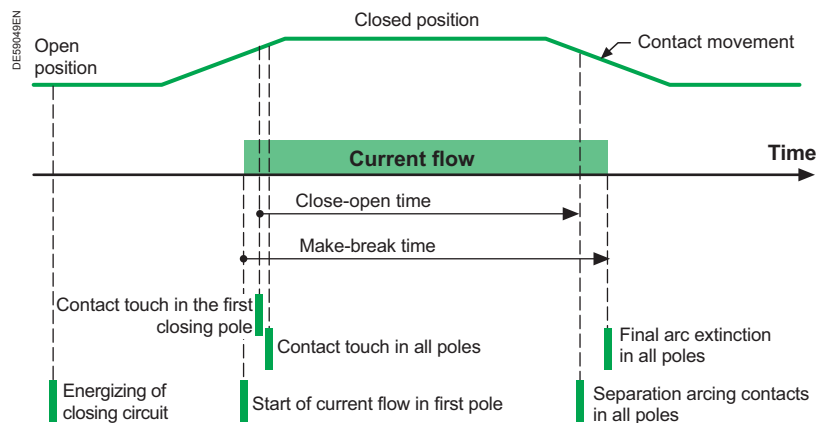 DE59049EN
Closed position
Open
position
Contact movement
Current flow
Time
Close-open time
Make-break time
Contact touch in the first
closing pole
Contact touch in all poles
Final arc extinction
in all poles
Energizing of
closing circuit
Start of current flow in first pole
Separation arcing contacts
in all poles